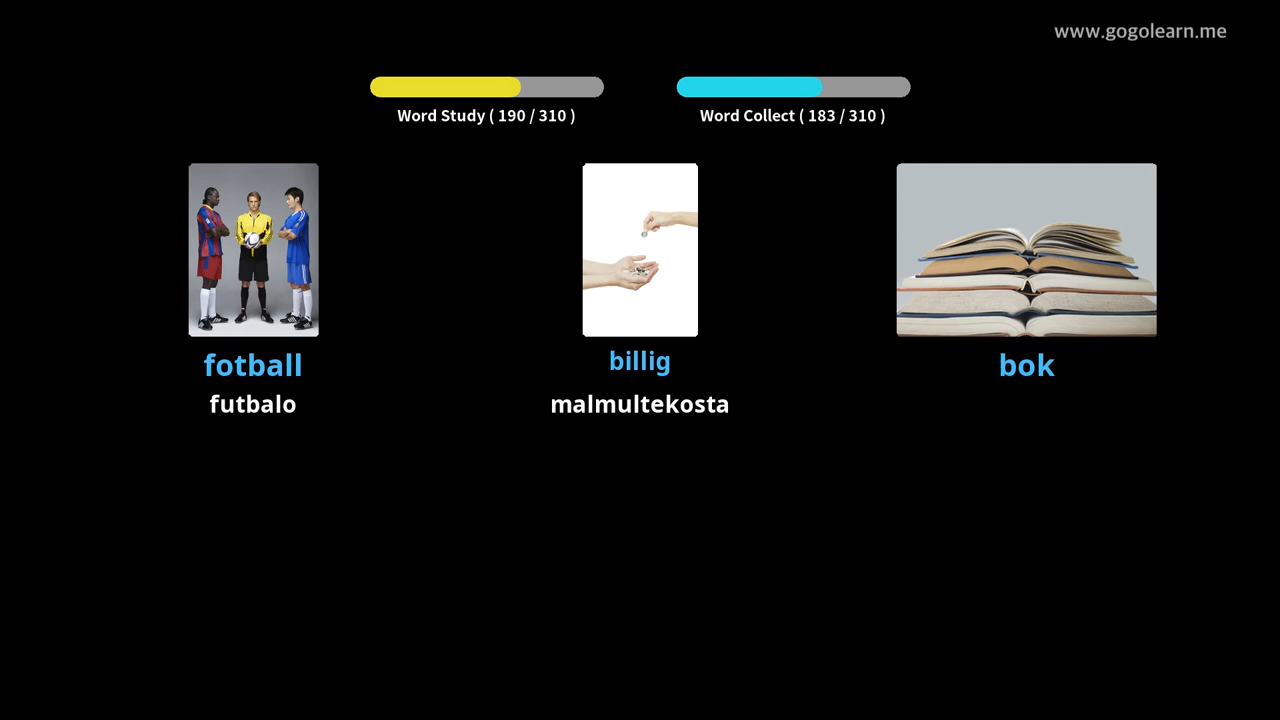 www.gogolearn.me
Word Study ( 190 / 310 )
Word Collect ( 183 / 310 )
fotball
billig
bok
futbalo
malmultekosta